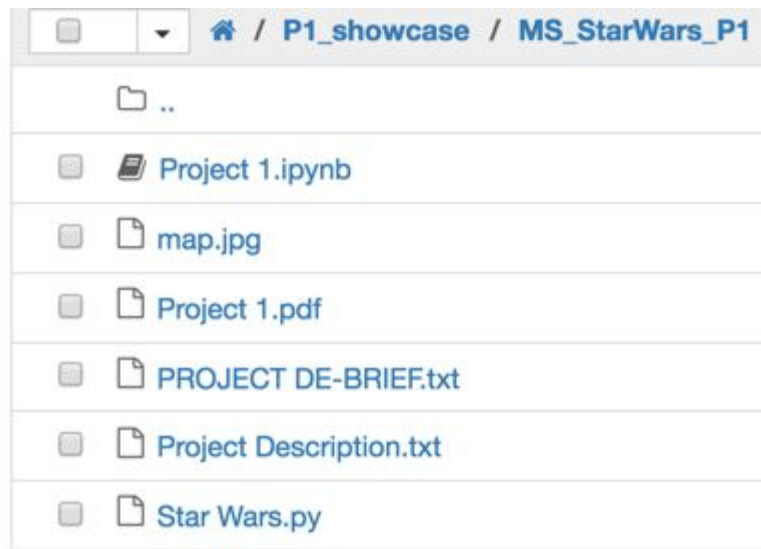 / P1_showcase / MS_StarWars_P1
..
Project 1.ipynb
map.jpg
Project 1.pdf
PROJECT DE-BRIEF.txt
Project Description.txt
Star Wars.py